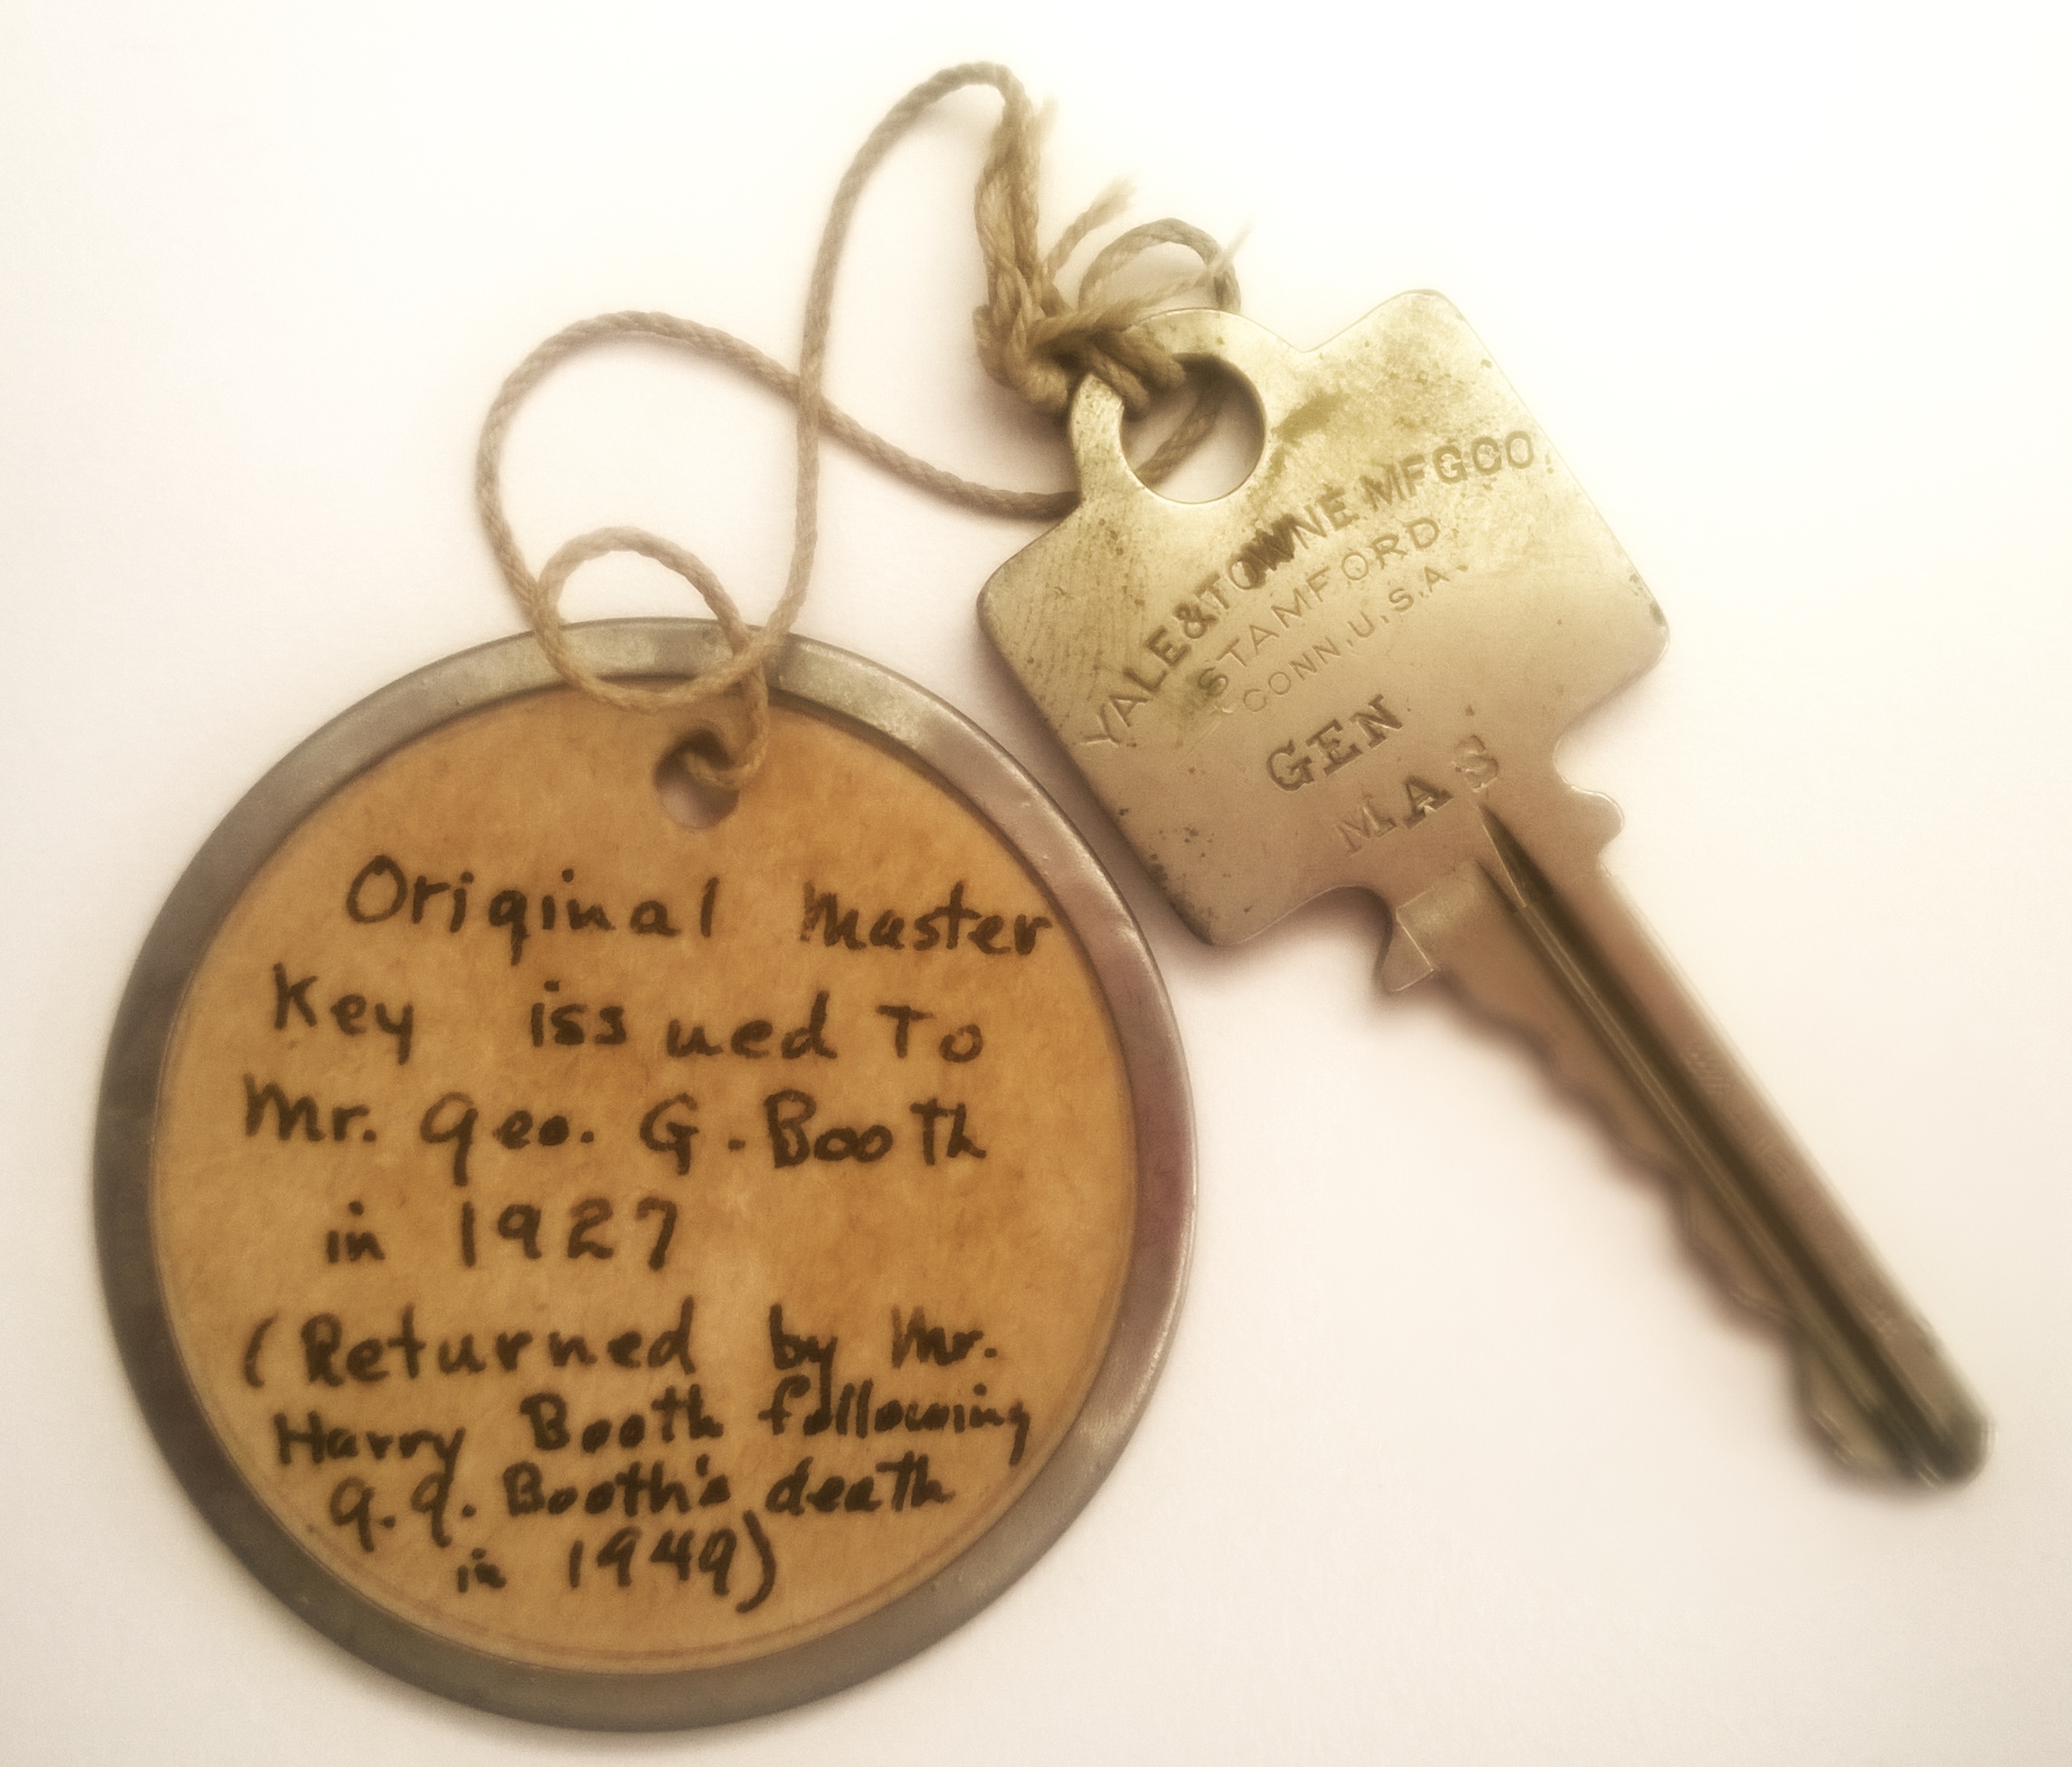 Original Master
Key issued To
Mr. Geo. G. Booth
in 1927
(Returned by Mr.
Harry Booth following
G.G. Booth's death
in 1949)
YALE & TOWNE MFG CO.
STAMFORD,
CONN, U.S.A.
GEN
MAS